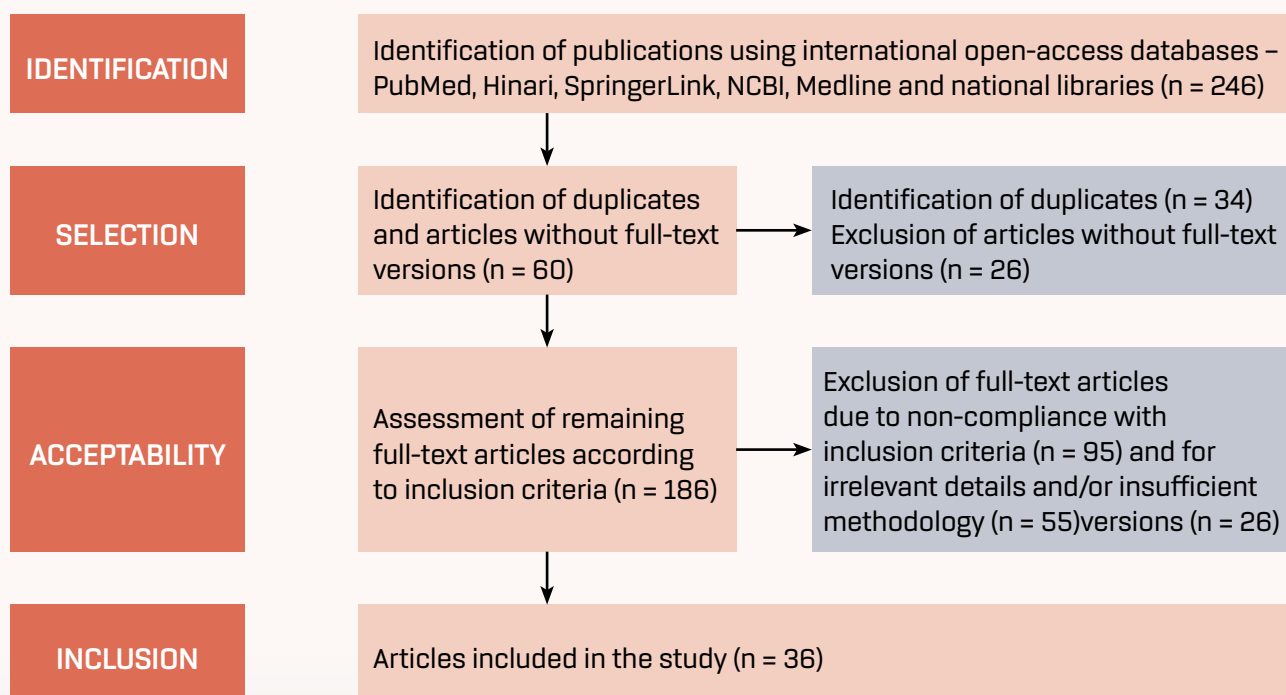 IDENTIFICATION
Identification of publications using international open-access databases –
PubMed, Hinari, SpringerLink, NCBI, Medline and national libraries (n = 246)
SELECTION
Identification of duplicates
and articles without full-text
versions (n = 60)
Identification of duplicates (n = 34)
Exclusion of articles without full-text
versions (n = 26)
ACCEPTABILITY
Assessment of remaining
full-text articles according
to inclusion criteria (n = 186)
Exclusion of full-text articles
due to non-compliance with
inclusion criteria (n = 95) and for
irrelevant details and/or insufficient
methodology (n = 55)versions (n = 26)
INCLUSION
Articles included in the study (n = 36)